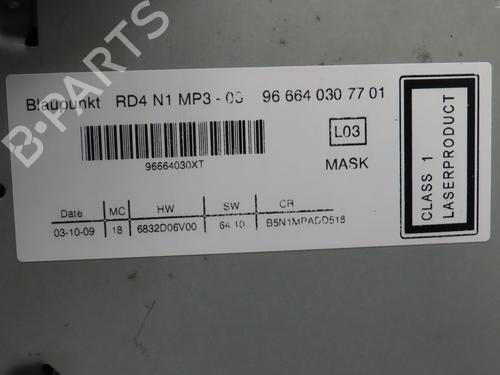 B-PARTS
Blaupunkt RD4 N1 MP3 - 06 96 664 030 77 01
L03
96664030XT
MASK
CLASS 1
LASERPRODUCT
Date MC HW SW CR
03-10-09 18 6832D06V00 64 10 B5N1MPADD518